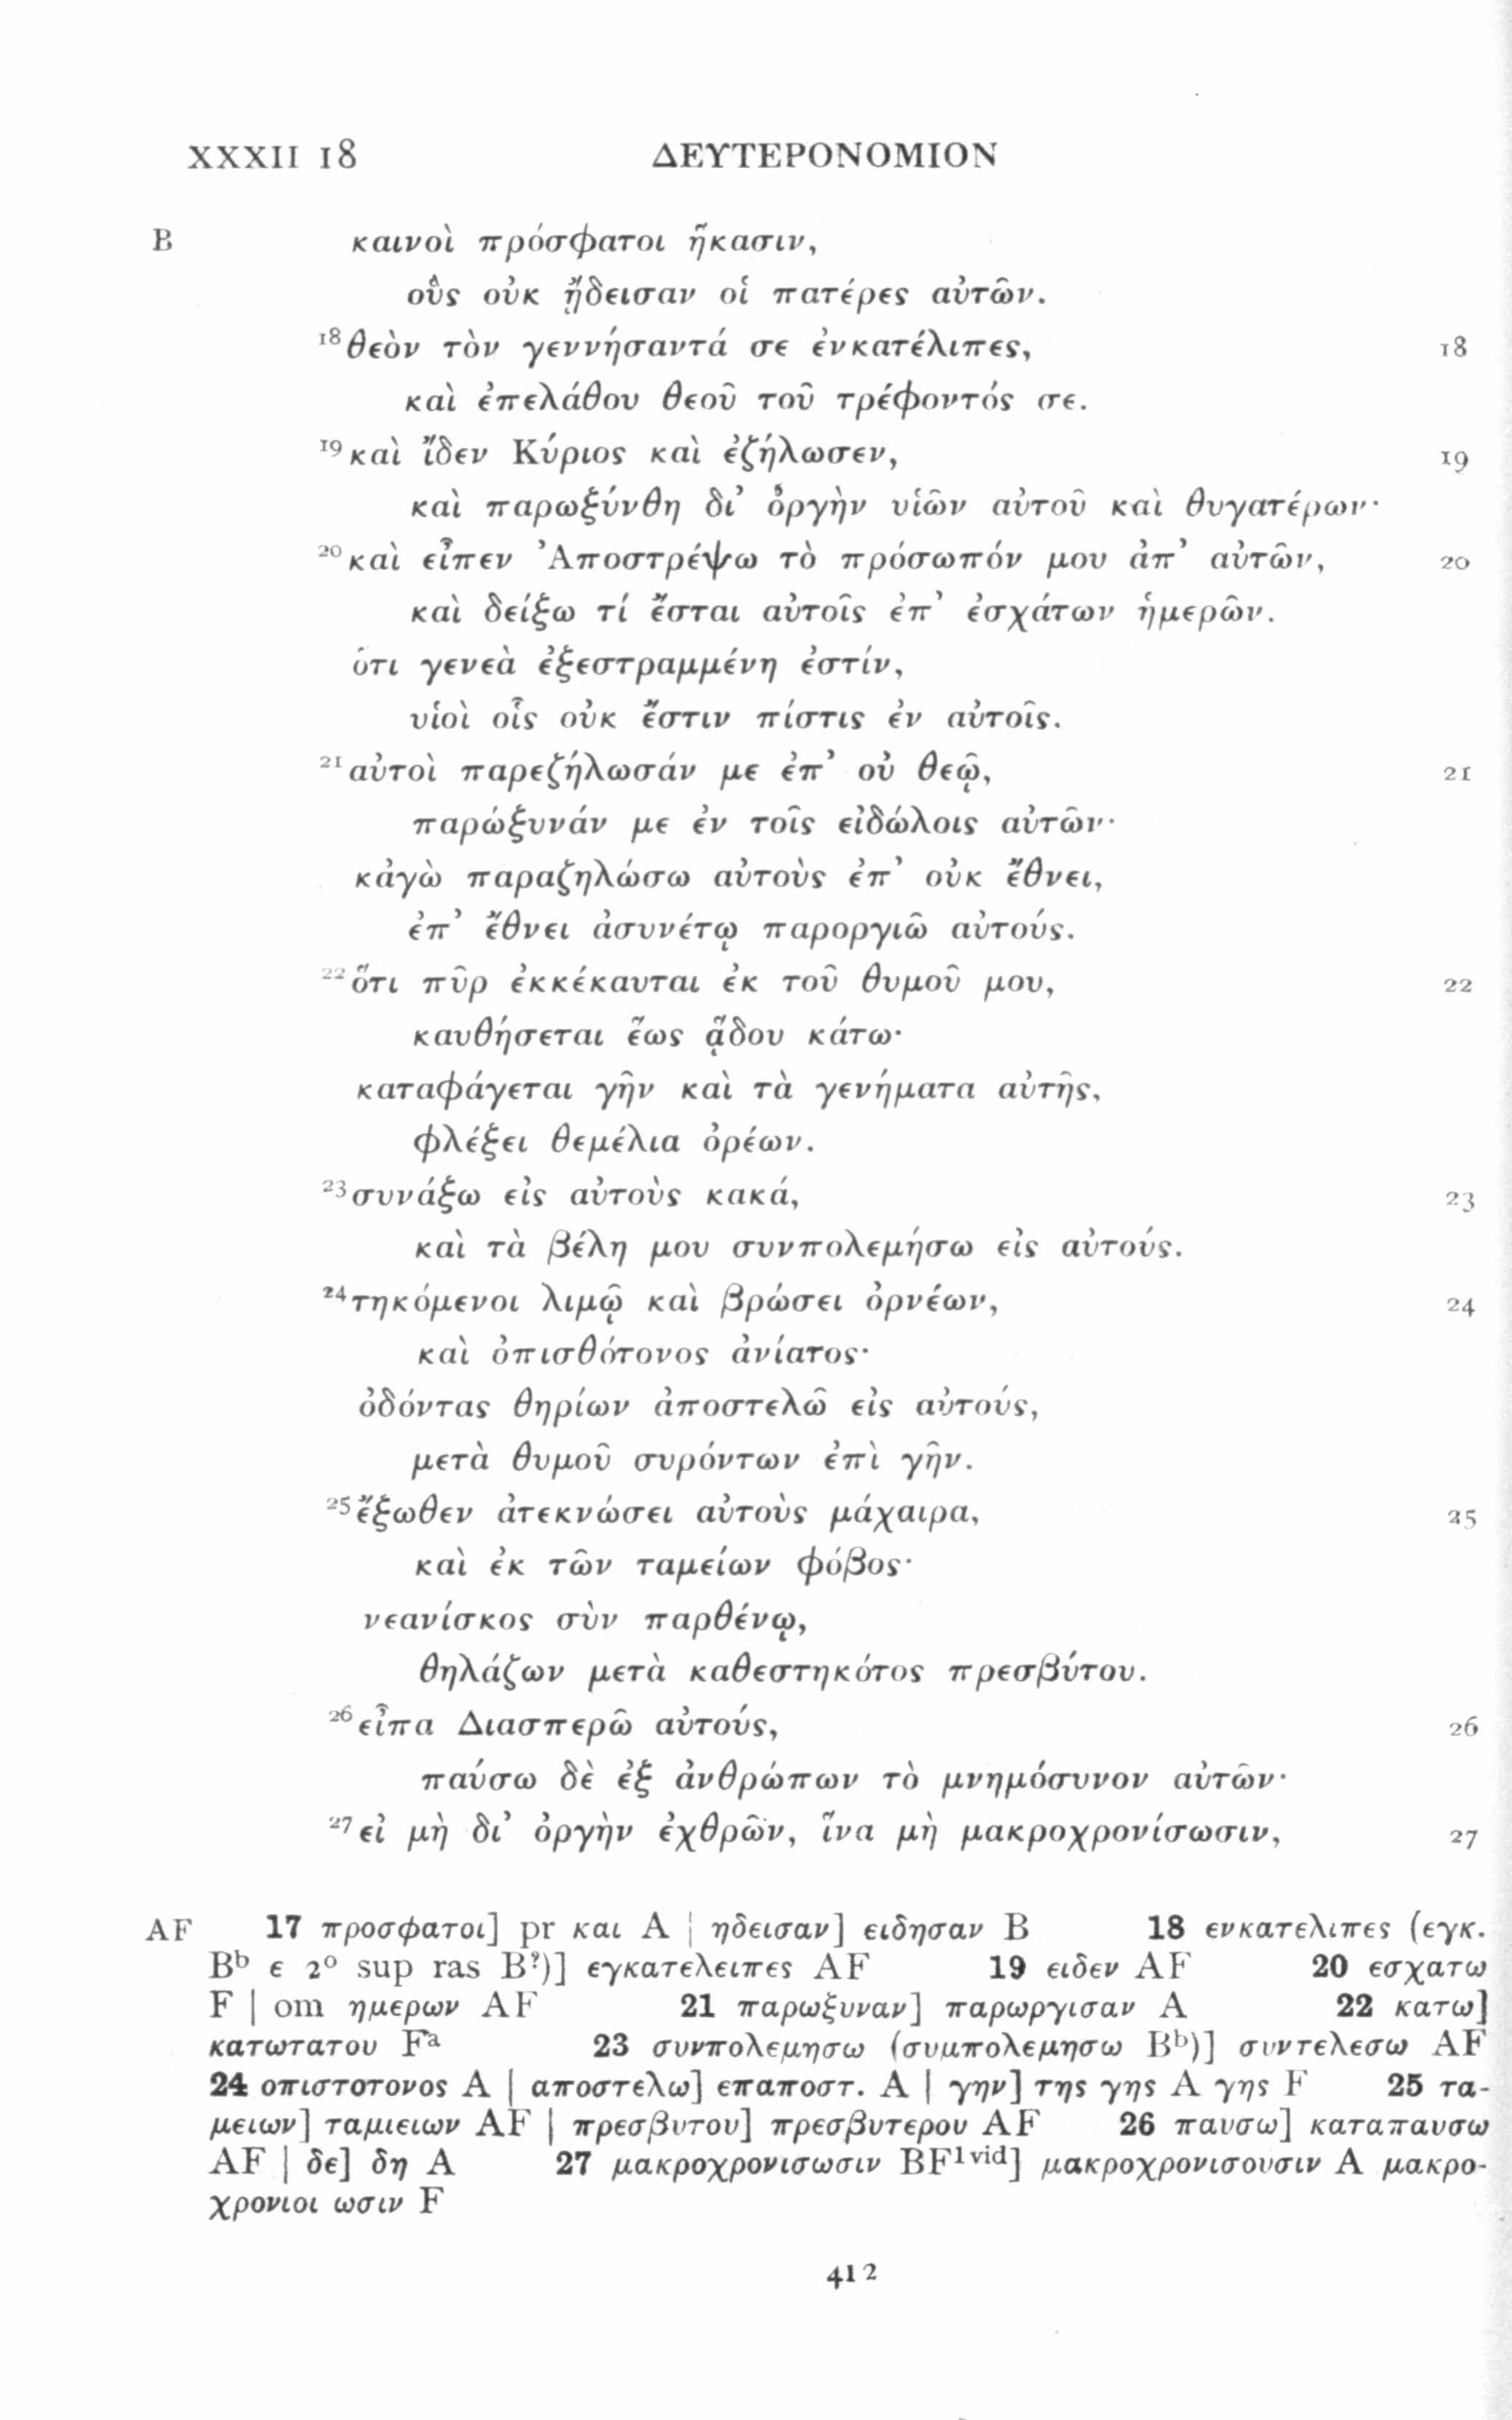 XXXII 18 ΔΕΥΤΕΡΟΝΟΜΙΟΝ
B καινοὶ πρόσφατοι ἥκασιν,
οὓς οὐκ ᾔδεισαν οἱ πατέρες αὐτῶν.
18 θεὸν τὸν γεννήσαντά σε ἐνκατέλιπες, 18
καὶ ἐπελάθου θεοῦ τοῦ τρέφοντός σε.
19 καὶ ἴδεν Κύριος καὶ ἐζήλωσεν, 19
καὶ παρωξύνθη δι’ ὀργὴν υἱῶν αὐτοῦ καὶ θυγατέρων·
20 καὶ εἶπεν Ἀποστρέψω τὸ πρόσωπόν μου ἀπ’ αὐτῶν, 20
καὶ δείξω τί ἔσται αὐτοῖς ἐπ’ ἐσχάτων ἡμερῶν.
ὅτι γενεὰ ἐξεστραμμένη ἐστίν,
υἱοὶ οἷς οὐκ ἔστιν πίστις ἐν αὐτοῖς.
21 αὐτοὶ παρεζήλωσάν με ἐπ’ οὐ θεῷ, 21
παρώξυνάν με ἐν τοῖς εἰδώλοις αὐτῶν·
κἀγὼ παραζηλώσω αὐτοὺς ἐπ’ οὐκ ἔθνει,
ἐπ’ ἔθνει ἀσυνέτῳ παροργιῶ αὐτούς.
22 ὅτι πῦρ ἐκκέκαυται ἐκ τοῦ θυμοῦ μου, 22
καυθήσεται ἕως ᾅδου κάτω·
καταφάγεται γῆν καὶ τὰ γενήματα αὐτῆς,
φλέξει θεμέλια ὀρέων.
23 συνάξω εἰς αὐτοὺς κακά, 23
καὶ τὰ βέλη μου συνπολεμήσω εἰς αὐτούς.
24 τηκόμενοι λιμῷ καὶ βρώσει ὀρνέων, 24
καὶ ὀπισθότονος ἀνίατος·
ὀδόντας θηρίων ἀποστελῶ εἰς αὐτούς,
μετὰ θυμοῦ συρόντων ἐπὶ γῆν.
25 ἔξωθεν ἀτεκνώσει αὐτοὺς μάχαιρα, 25
καὶ ἐκ τῶν ταμείων φόβος·
νεανίσκος σὺν παρθένῳ,
θηλάζων μετὰ καθεστηκότος πρεσβύτου.
26 εἶπα Διασπερῶ αὐτούς, 26
παύσω δὲ ἐξ ἀνθρώπων τὸ μνημόσυνον αὐτῶν·
27 εἰ μὴ δι’ ὀργὴν ἐχθρῶν, ἵνα μὴ μακροχρονίσωσιν, 27
AF 17 προσφατοι] pr και A | ηδεισαν] ειδησαν B 18 ενκατελιπες (εγκ.
Bᵇ ε 2° sup ras B?)] εγκατελειπες AF 19 ειδεν AF 20 εσχατω
F | om ημερων AF 21 παρωξυναν] παρωργισαν A 22 κατω]
κατωτατου Fᵃ 23 συνπολεμησω (συμπολεμησω Bᵇ)] συντελεσω AF
24 οπιστοτονος A | αποστελω] επαποστ. A | γην] της γης A γης F 25 τα-
μειων] ταμιειων AF | πρεσβυτου] πρεσβυτερου AF 26 παυσω] καταπαυσω
AF | δε] δη A 27 μακροχρονισωσιν BF¹ᵛⁱᵈ] μακροχρονισουσιν A μακρο-
χρονιοι ωσιν F
412